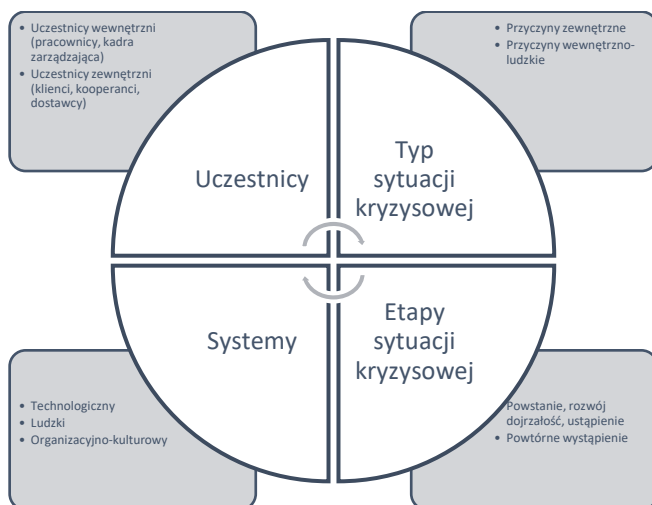 • Uczestnicy wewnętrzni
(pracownicy, kadra
zarządzająca)
• Uczestnicy zewnętrzni
(klienci, kooperanci,
dostawcy)
• Przyczyny zewnętrzne
• Przyczyny wewnętrzno-
ludzkie
Uczestnicy
Typ
sytuacji
kryzysowej
Systemy
Etapy
sytuacji
kryzysowej
• Technologiczny
• Ludzki
• Organizacyjno-kulturowy
Powstanie, rozwój
dojrzałość, ustąpienie
• Powtórne wystąpienie